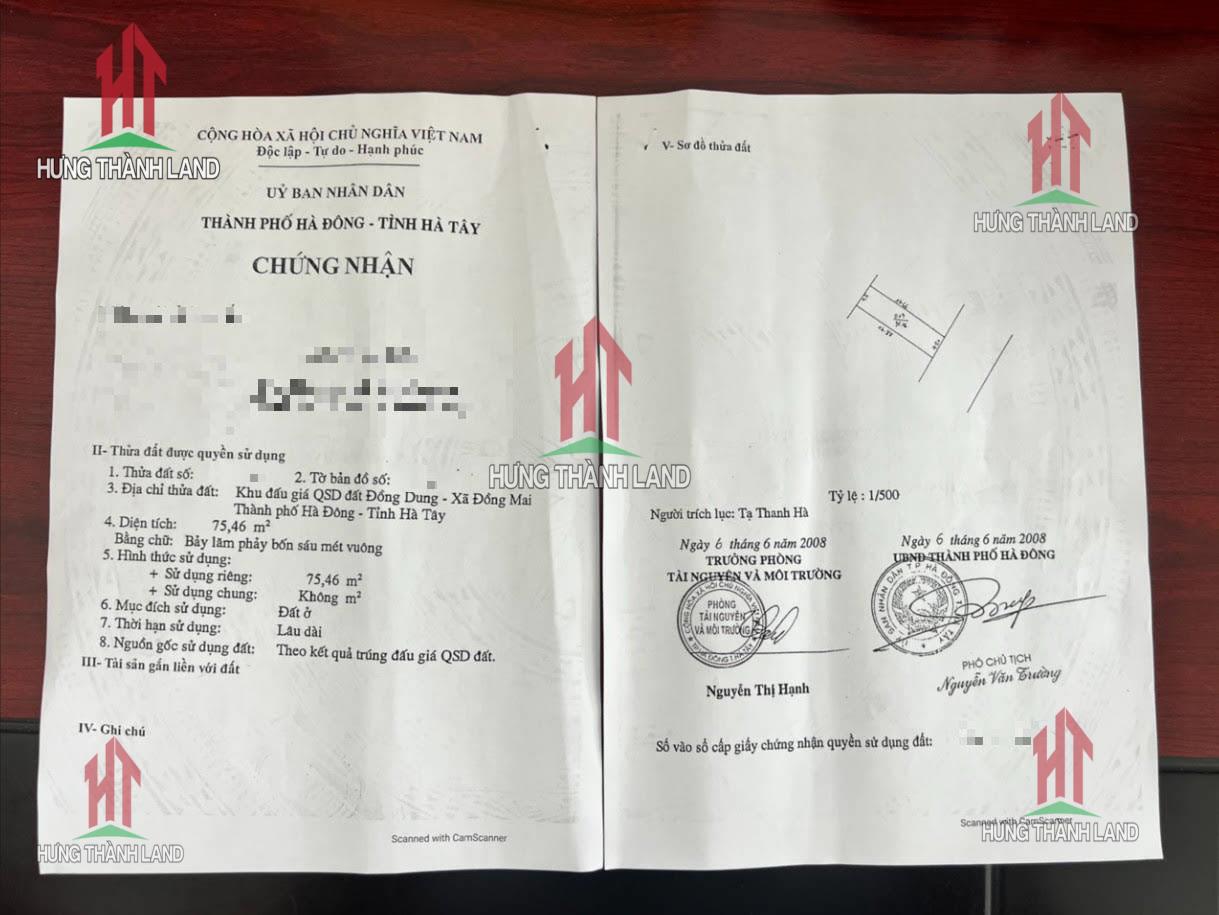 CỘNG HÒA XÃ HỘI CHỦ NGHĨA VIỆT NAM
Độc lập - Tự do - Hạnh phúc
UỶ BAN NHÂN DÂN
THÀNH PHỐ HÀ ĐÔNG - TỈNH HÀ TÂY
CHỨNG NHẬN
II- Thửa đất được quyền sử dụng
1. Thửa đất số: 2. Tờ bản đồ số:
3. Địa chỉ thửa đất: Khu đấu giá QSD đất Đồng Dung - Xã Đồng Mai
Thành phố Hà Đông - Tỉnh Hà Tây
4. Diện tích: 75,46 m²
Bằng chữ: Bảy lăm phảy bốn sáu mét vuông
5. Hình thức sử dụng:
+ Sử dụng riêng: 75,46 m²
+ Sử dụng chung: Không m²
6. Mục đích sử dụng: Đất ở
7. Thời hạn sử dụng: Lâu dài
8. Nguồn gốc sử dụng đất: Theo kết quả trúng đấu giá QSD đất.
III- Tài sản gắn liền với đất
IV- Ghi chú
Scanned with CamScanner
V- Sơ đồ thửa đất
Tỷ lệ : 1/500
Người trích lục: Tạ Thanh Hà
Ngày 6 tháng 6 năm 2008
TRƯỞNG PHÒNG
TÀI NGUYÊN VÀ MÔI TRƯỜNG
PHÒNG
TÀI NGUYÊN
VÀ MÔI TRƯỜNG
Nguyễn Thị Hạnh
Ngày 6 tháng 6 năm 2008
UBND THÀNH PHỐ HÀ ĐÔNG
PHÓ CHỦ TỊCH
Nguyễn Văn Trường
Số vào sổ cấp giấy chứng nhận quyền sử dụng đất:
Scanned with CamScanner
HƯNG THÀNH LAND
HƯNG THÀNH LAND
HƯNG THÀNH LAND
HƯNG THÀNH LAND
HƯNG THÀNH LAND